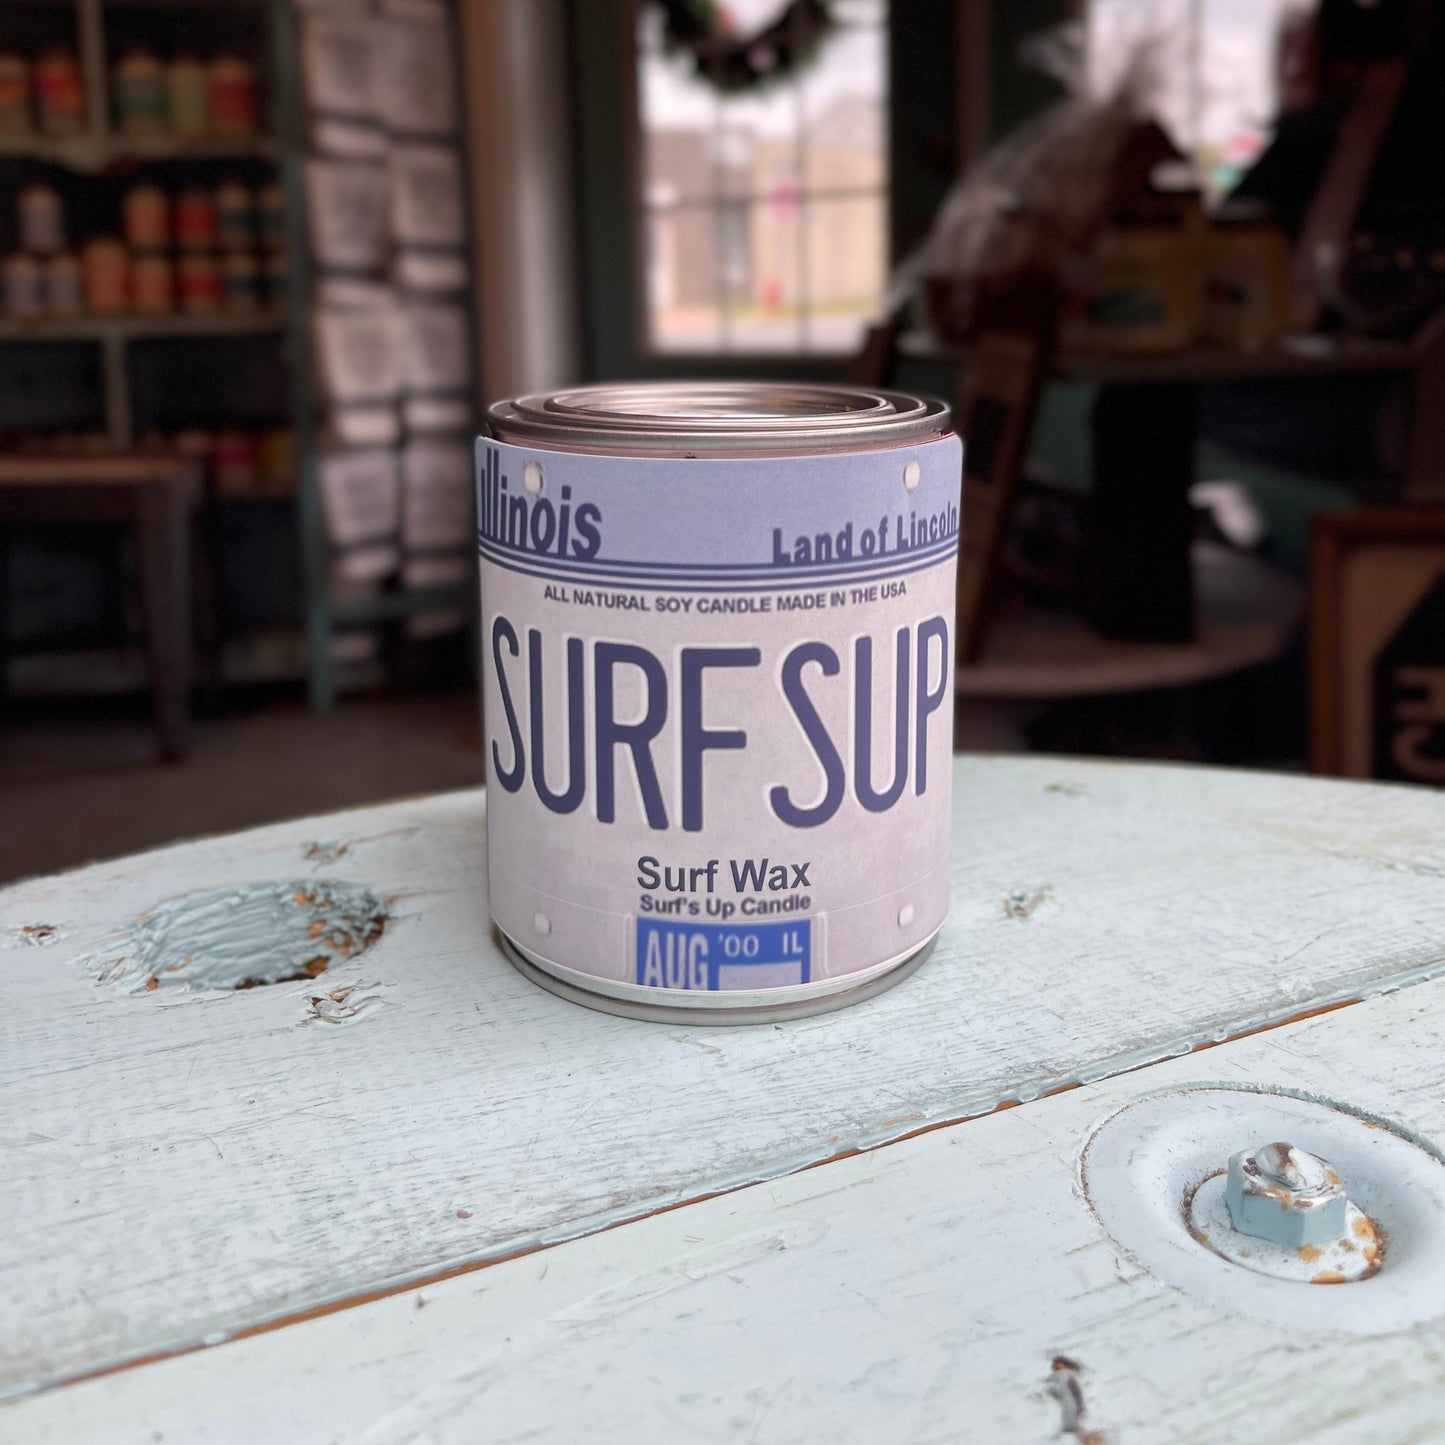 Illinois
Land of Lincoln
ALL NATURAL SOY CANDLE MADE IN THE USA
SURF SUP
Surf Wax
Surf's Up Candle
AUG '00 IL